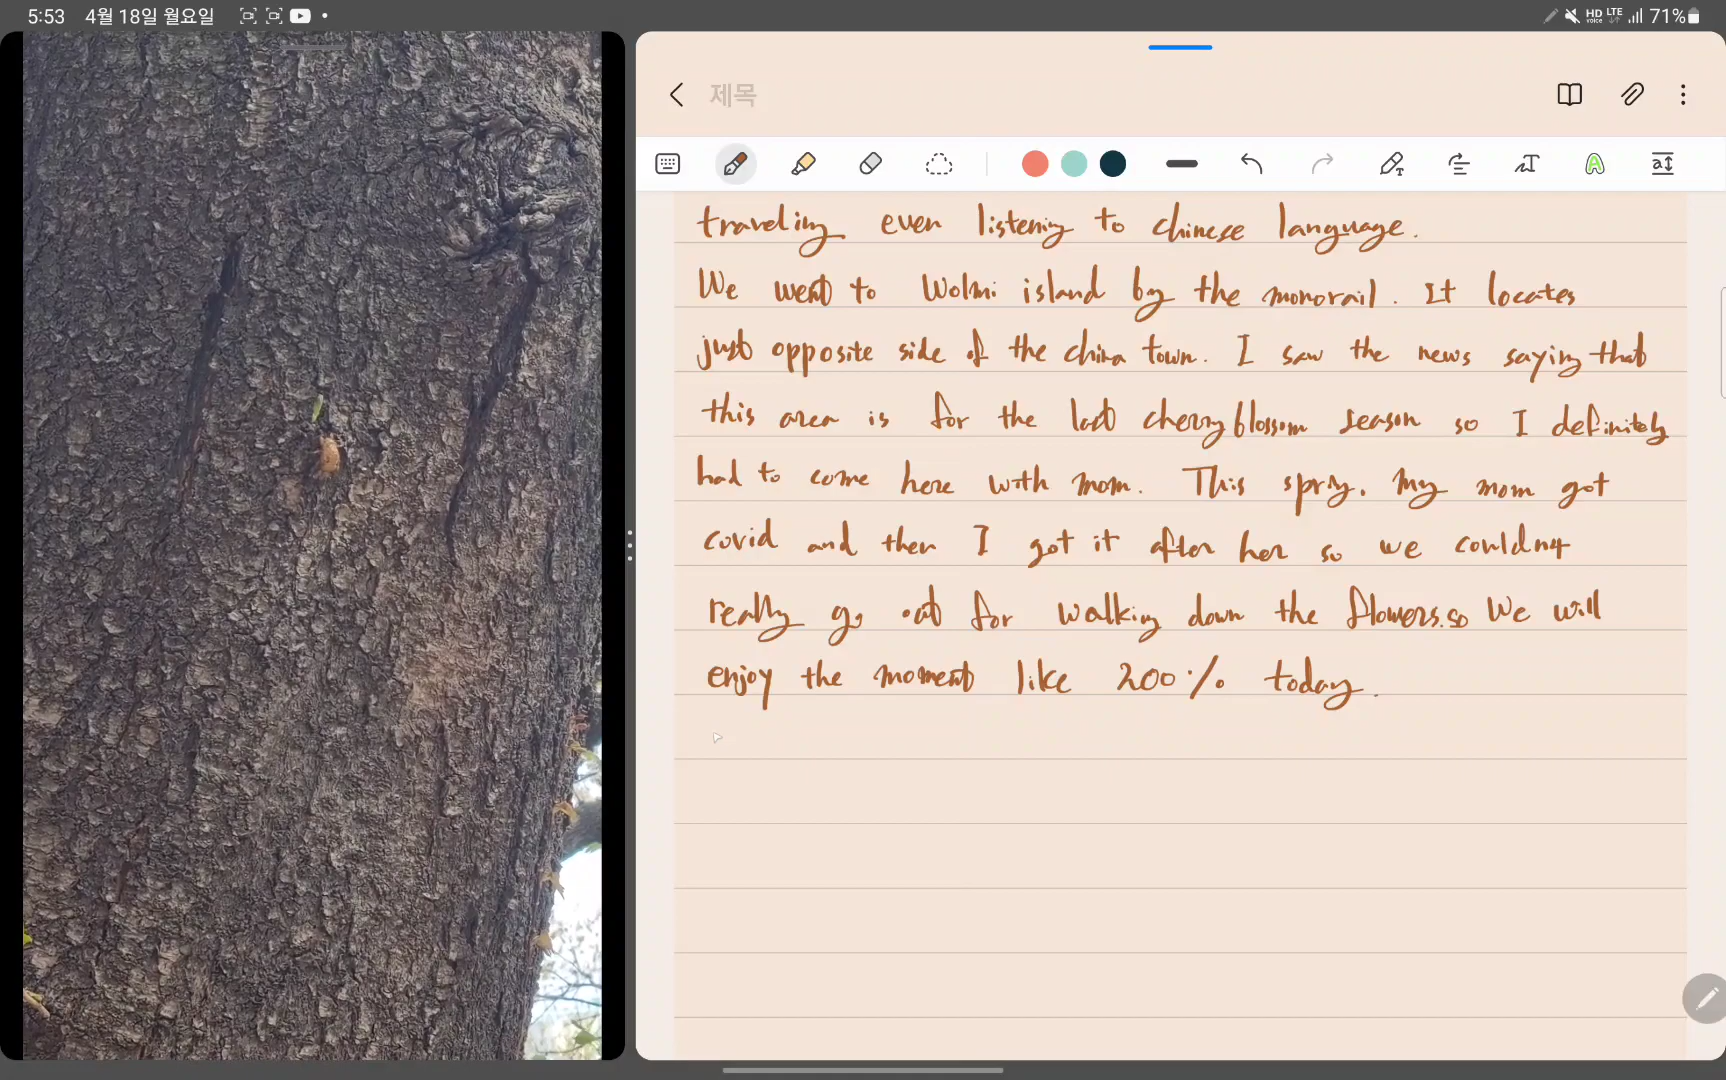 5:53 4월 18일 월요일
HD voice LTE 71%
제목
traveling even listening to chinese language.
We went to Wolmi island by the monorail. It locates
just opposite side of the china town. I saw the news saying that
this area is for the last cherry blossom season so I definitely
had to come here with mom. This spring. My mom got
covid and then I got it after her so we couldn't
really go out for walking down the flowers. so We will
enjoy the moment like 200% today.